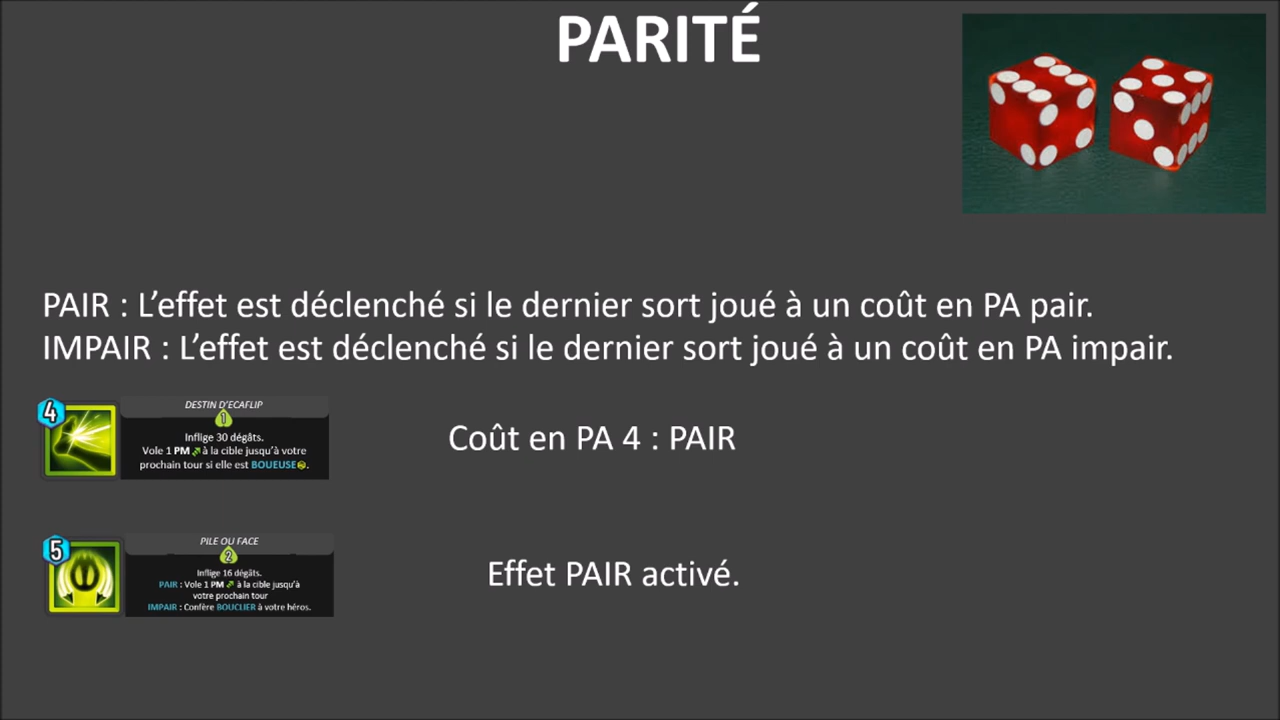 PARITÉ
PAIR : L'effet est déclenché si le dernier sort joué à un coût en PA pair.
IMPAIR : L'effet est déclenché si le dernier sort joué à un coût en PA impair.
4
DESTIN D'ECAFLIP
1
Inflige 30 dégâts.
Vole 1 PM à la cible jusqu'à votre
prochain tour si elle est BOUEUSE.
Coût en PA 4 : PAIR
5
PILE OU FACE
2
Inflige 16 dégâts.
PAIR : Vole 1 PM à la cible jusqu'à
votre prochain tour
IMPAIR : Confère BOUCLIER à votre héros.
Effet PAIR activé.